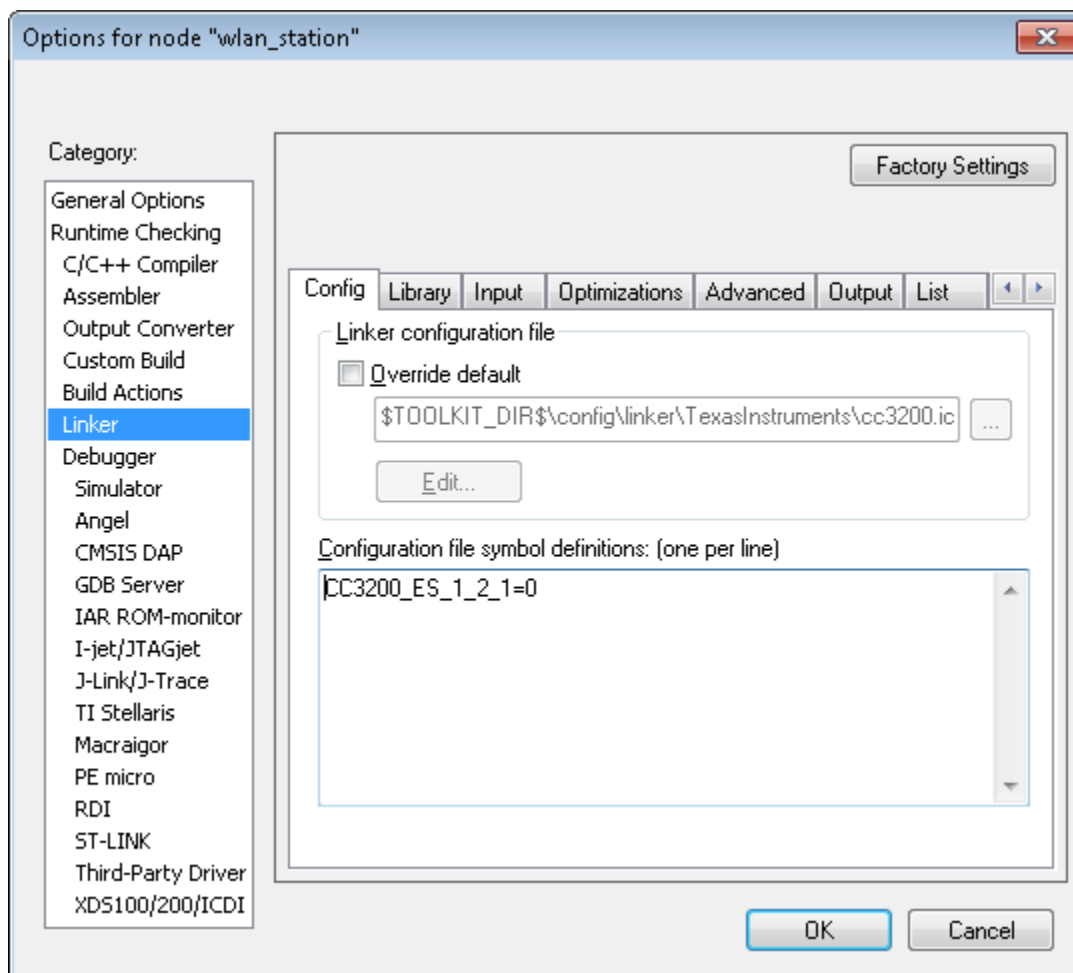 Options for node "wlan_station"
Category:
General Options
Runtime Checking
C/C++ Compiler
Assembler
Output Converter
Custom Build
Build Actions
Linker
Debugger
Simulator
Angel
CMSIS DAP
GDB Server
IAR ROM-monitor
I-jet/JTAGjet
J-Link/J-Trace
TI Stellaris
Macraigor
PE micro
RDI
ST-LINK
Third-Party Driver
XDS100/200/ICDI
Factory Settings
Config Library Input Optimizations Advanced Output List
Linker configuration file
Override default
$TOOLKIT_DIR$\config\linker\TexasInstruments\cc3200.ic
...
Edit...
Configuration file symbol definitions: (one per line)
CC3200_ES_1_2_1=0
OK Cancel